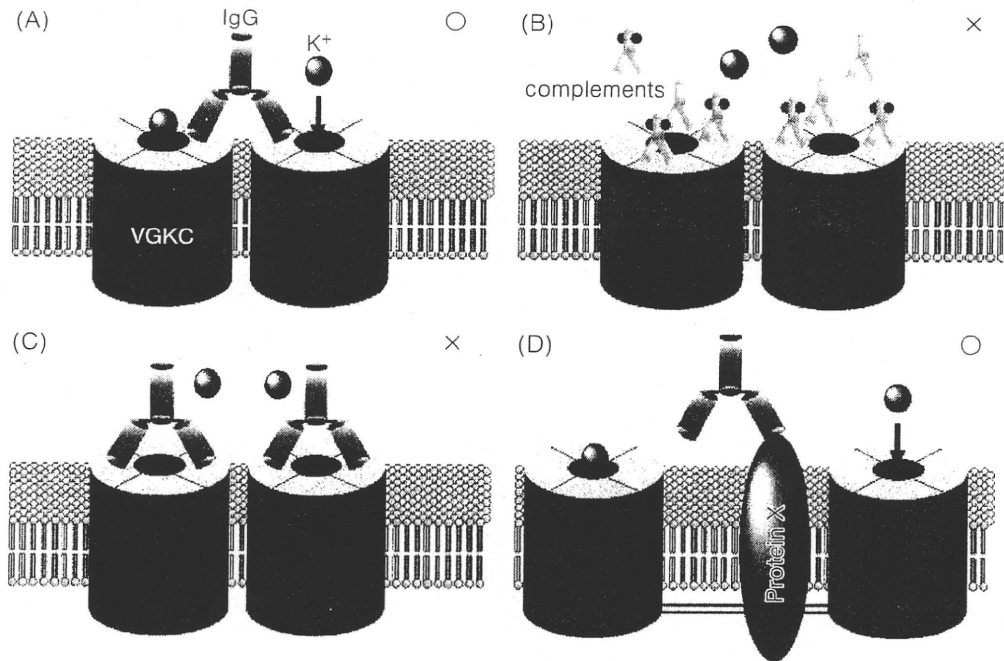 (A) IgG ○
K⁺
VGKC
(B) ×
complements
(C) ×
(D) ○
Protein X